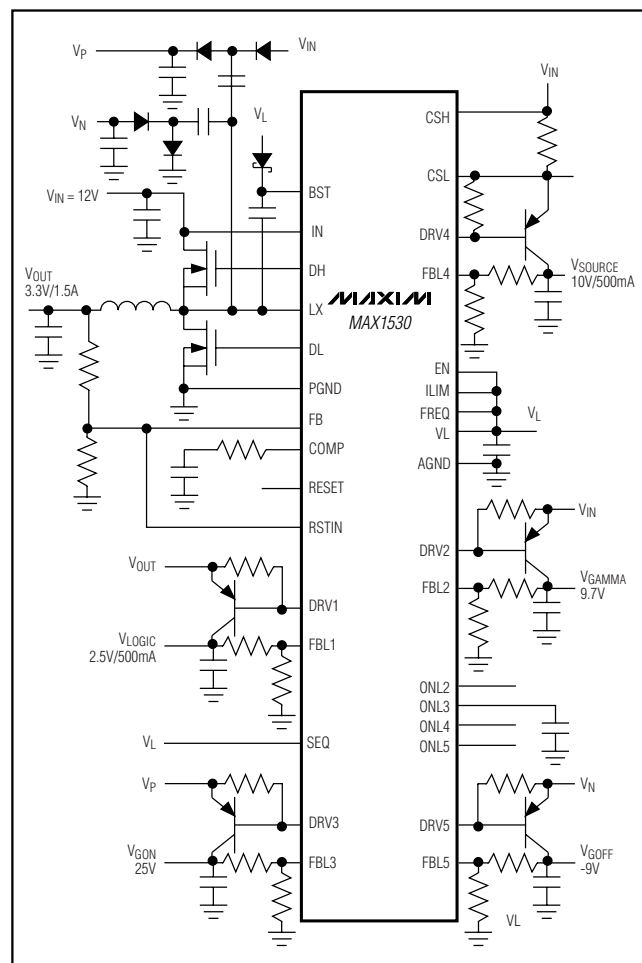 VP
VIN
VIN
VN
VL
CSH
CSL
BST
VIN = 12V
IN
DRV4
DH
FBL4
VSOURCE
10V/500mA
VOUT
3.3V/1.5A
LX
MAXIM
MAX1530
DL
EN
ILIM
PGND
FREQ
FB
VL
VL
COMP
AGND
RESET
RSTIN
VIN
DRV2
VOUT
FBL2
VGAMMA
9.7V
DRV1
VLOGIC
2.5V/500mA
FBL1
ONL2
ONL3
ONL4
ONL5
VL
SEQ
VP
VN
DRV3
DRV5
VGON
25V
FBL3
FBL5
VGOFF
-9V
VL